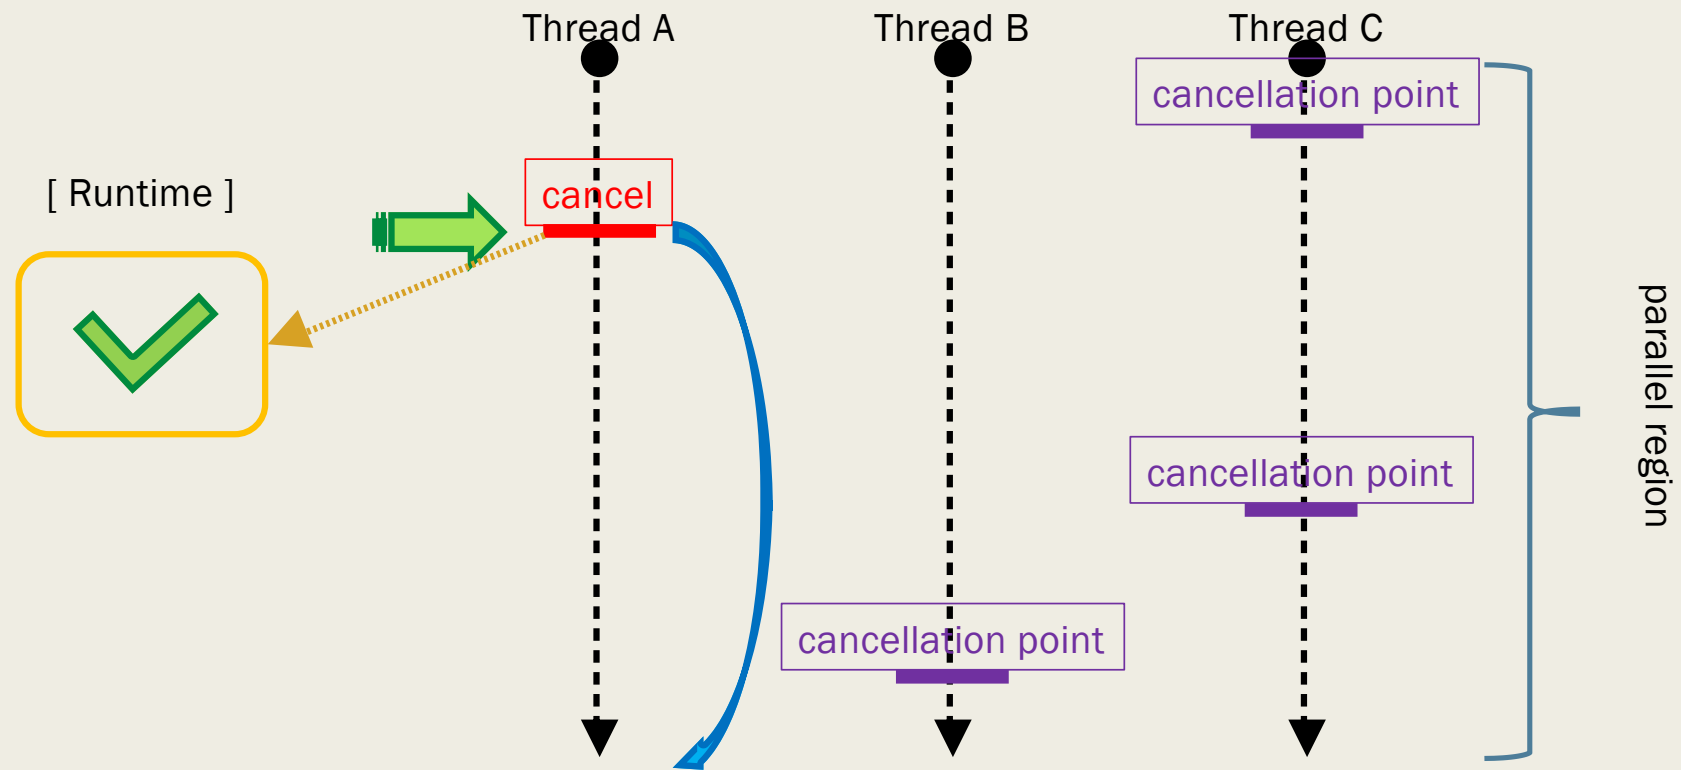 Thread A
Thread B
Thread C
cancellation point
[ Runtime ]
cancel
cancellation point
cancellation point
parallel region